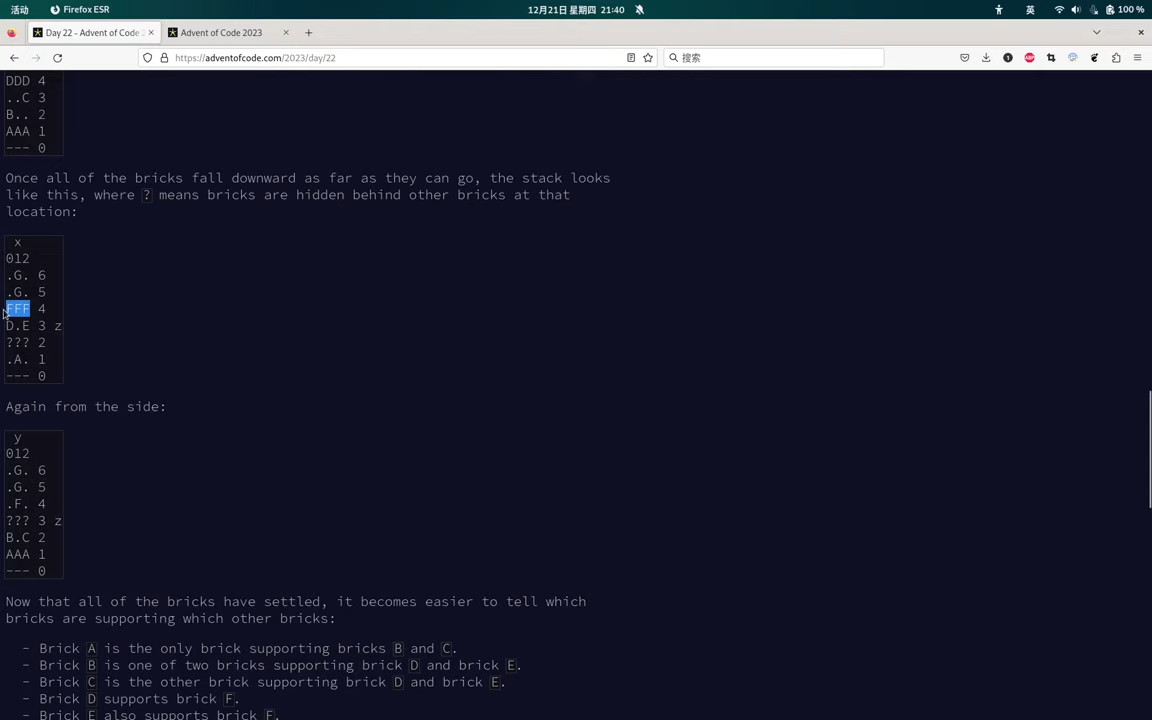 活动
Firefox ESR
12月21日 星期四 21:40
英
100 %
Day 22 - Advent of Code 2
Advent of Code 2023
https://adventofcode.com/2023/day/22
搜索
DDD 4
..C 3
B.. 2
AAA 1
--- 0
Once all of the bricks fall downward as far as they can go, the stack looks
like this, where ? means bricks are hidden behind other bricks at that
location:
x
012
.G. 6
.G. 5
FFF 4
D.E 3 z
??? 2
.A. 1
--- 0
Again from the side:
y
012
.G. 6
.G. 5
.F. 4
??? 3 z
B.C 2
AAA 1
--- 0
Now that all of the bricks have settled, it becomes easier to tell which
bricks are supporting which other bricks:
- Brick A is the only brick supporting bricks B and C.
- Brick B is one of two bricks supporting brick D and brick E.
- Brick C is the other brick supporting brick D and brick E.
- Brick D supports brick F.
- Brick E also supports brick F.